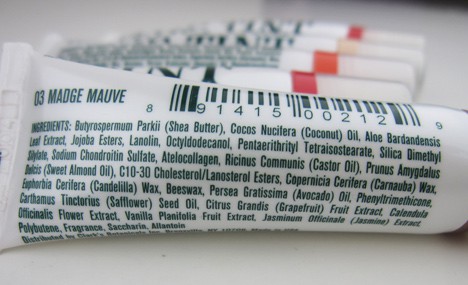 03 MADGE MAUVE
8 91415 00212 9
INGREDIENTS: Butyrospermum Parkii (Shea Butter), Cocos Nucifera (Coconut) Oil, Aloe Bardandensis
Leaf Extract, Jojoba Esters, Lanolin, Octyldodecanol, Pentaerithrityl Tetraisostearate, Silica Dimethyl
Silylate, Sodium Chondroitin Sulfate, Atelocollagen, Ricinus Communis (Castor Oil), Prunus Amygdalus
Dulcis (Sweet Almond Oil), C10-30 Cholesterol/Lanosterol Esters, Copernicia Cerifera (Carnauba) Wax,
Euphorbia Cerifera (Candelilla) Wax, Beeswax, Persea Gratissima (Avocado) Oil, Phenyltrimethicone,
Carthamus Tinctorius (Safflower) Seed Oil, Citrus Grandis (Grapefruit) Fruit Extract, Calendula
Officinalis Flower Extract, Vanilla Planifolia Fruit Extract, Jasminum Officinale (Jasmine) Extract,
Polybutene, Fragrance, Saccharin, Allantoin
Distributed